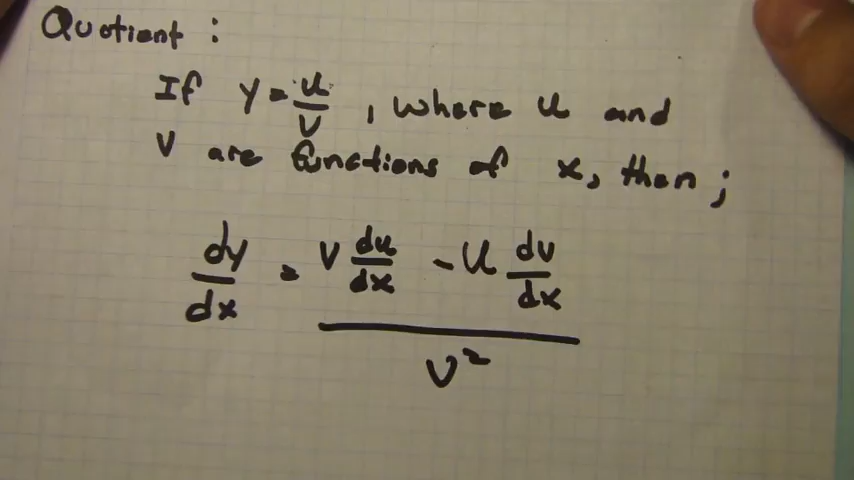 Quotient :
If y = u/v , where u and
v are functions of x, then ;
dy/dx = (v du/dx - u dv/dx) / v²